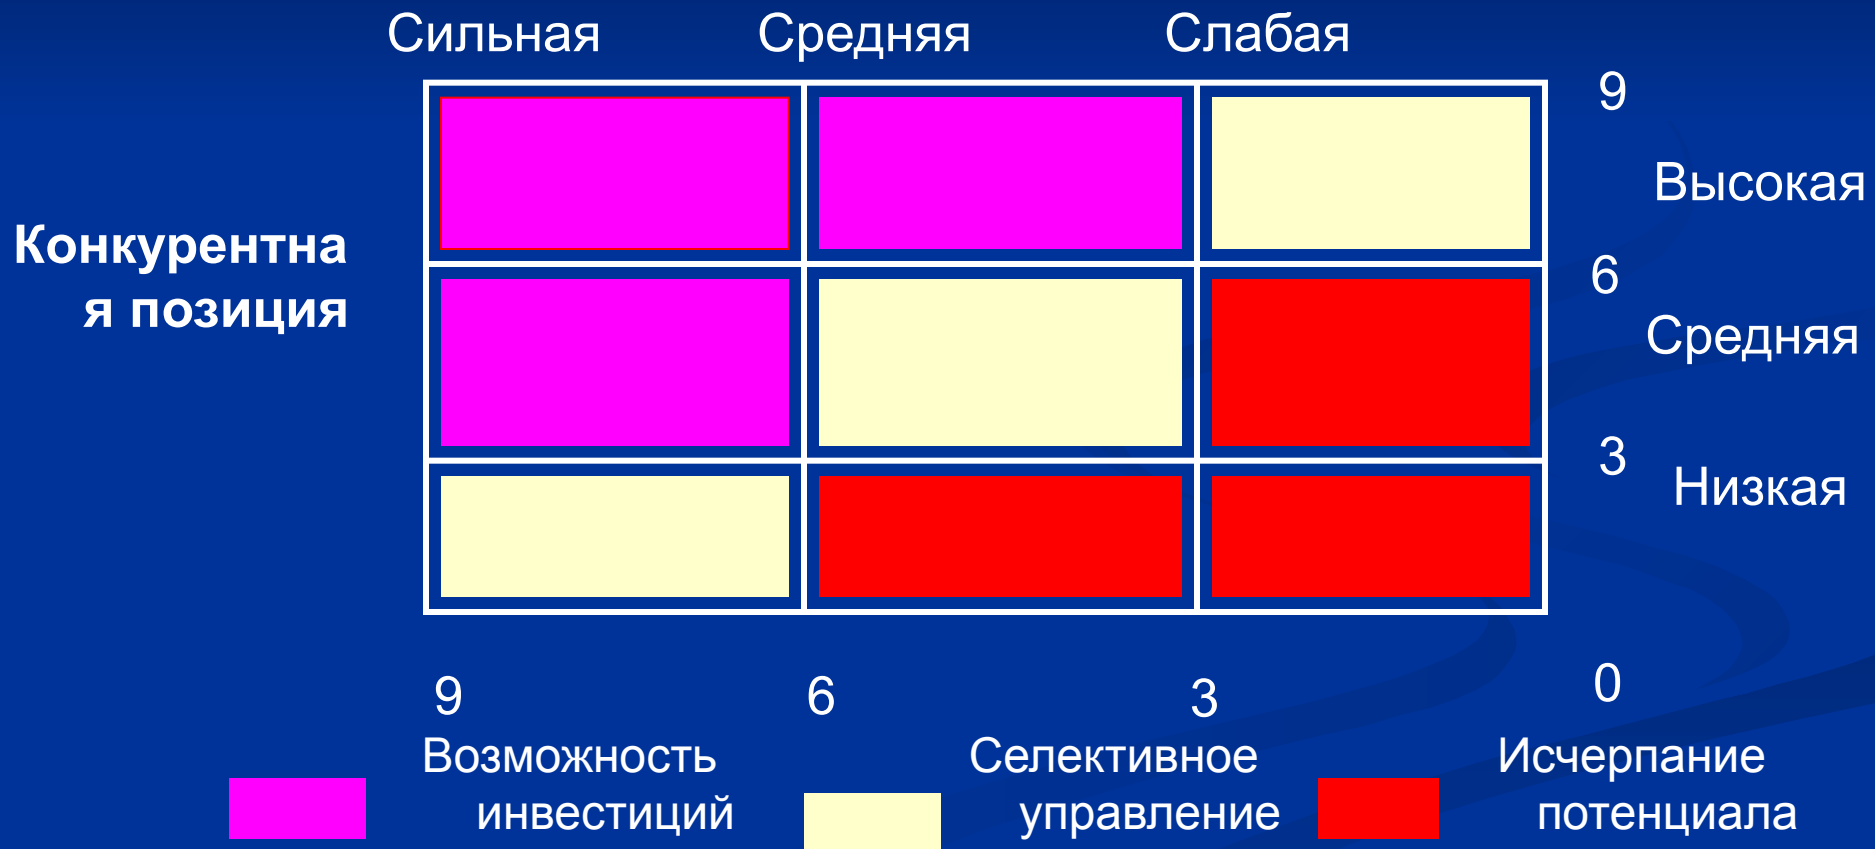 Сильная Средняя Слабая
9
Высокая
Конкурентна
я позиция
6
Средняя
3
Низкая
9 6 3 0
Возможность
инвестиций
Селективное
управление
Исчерпание
потенциала